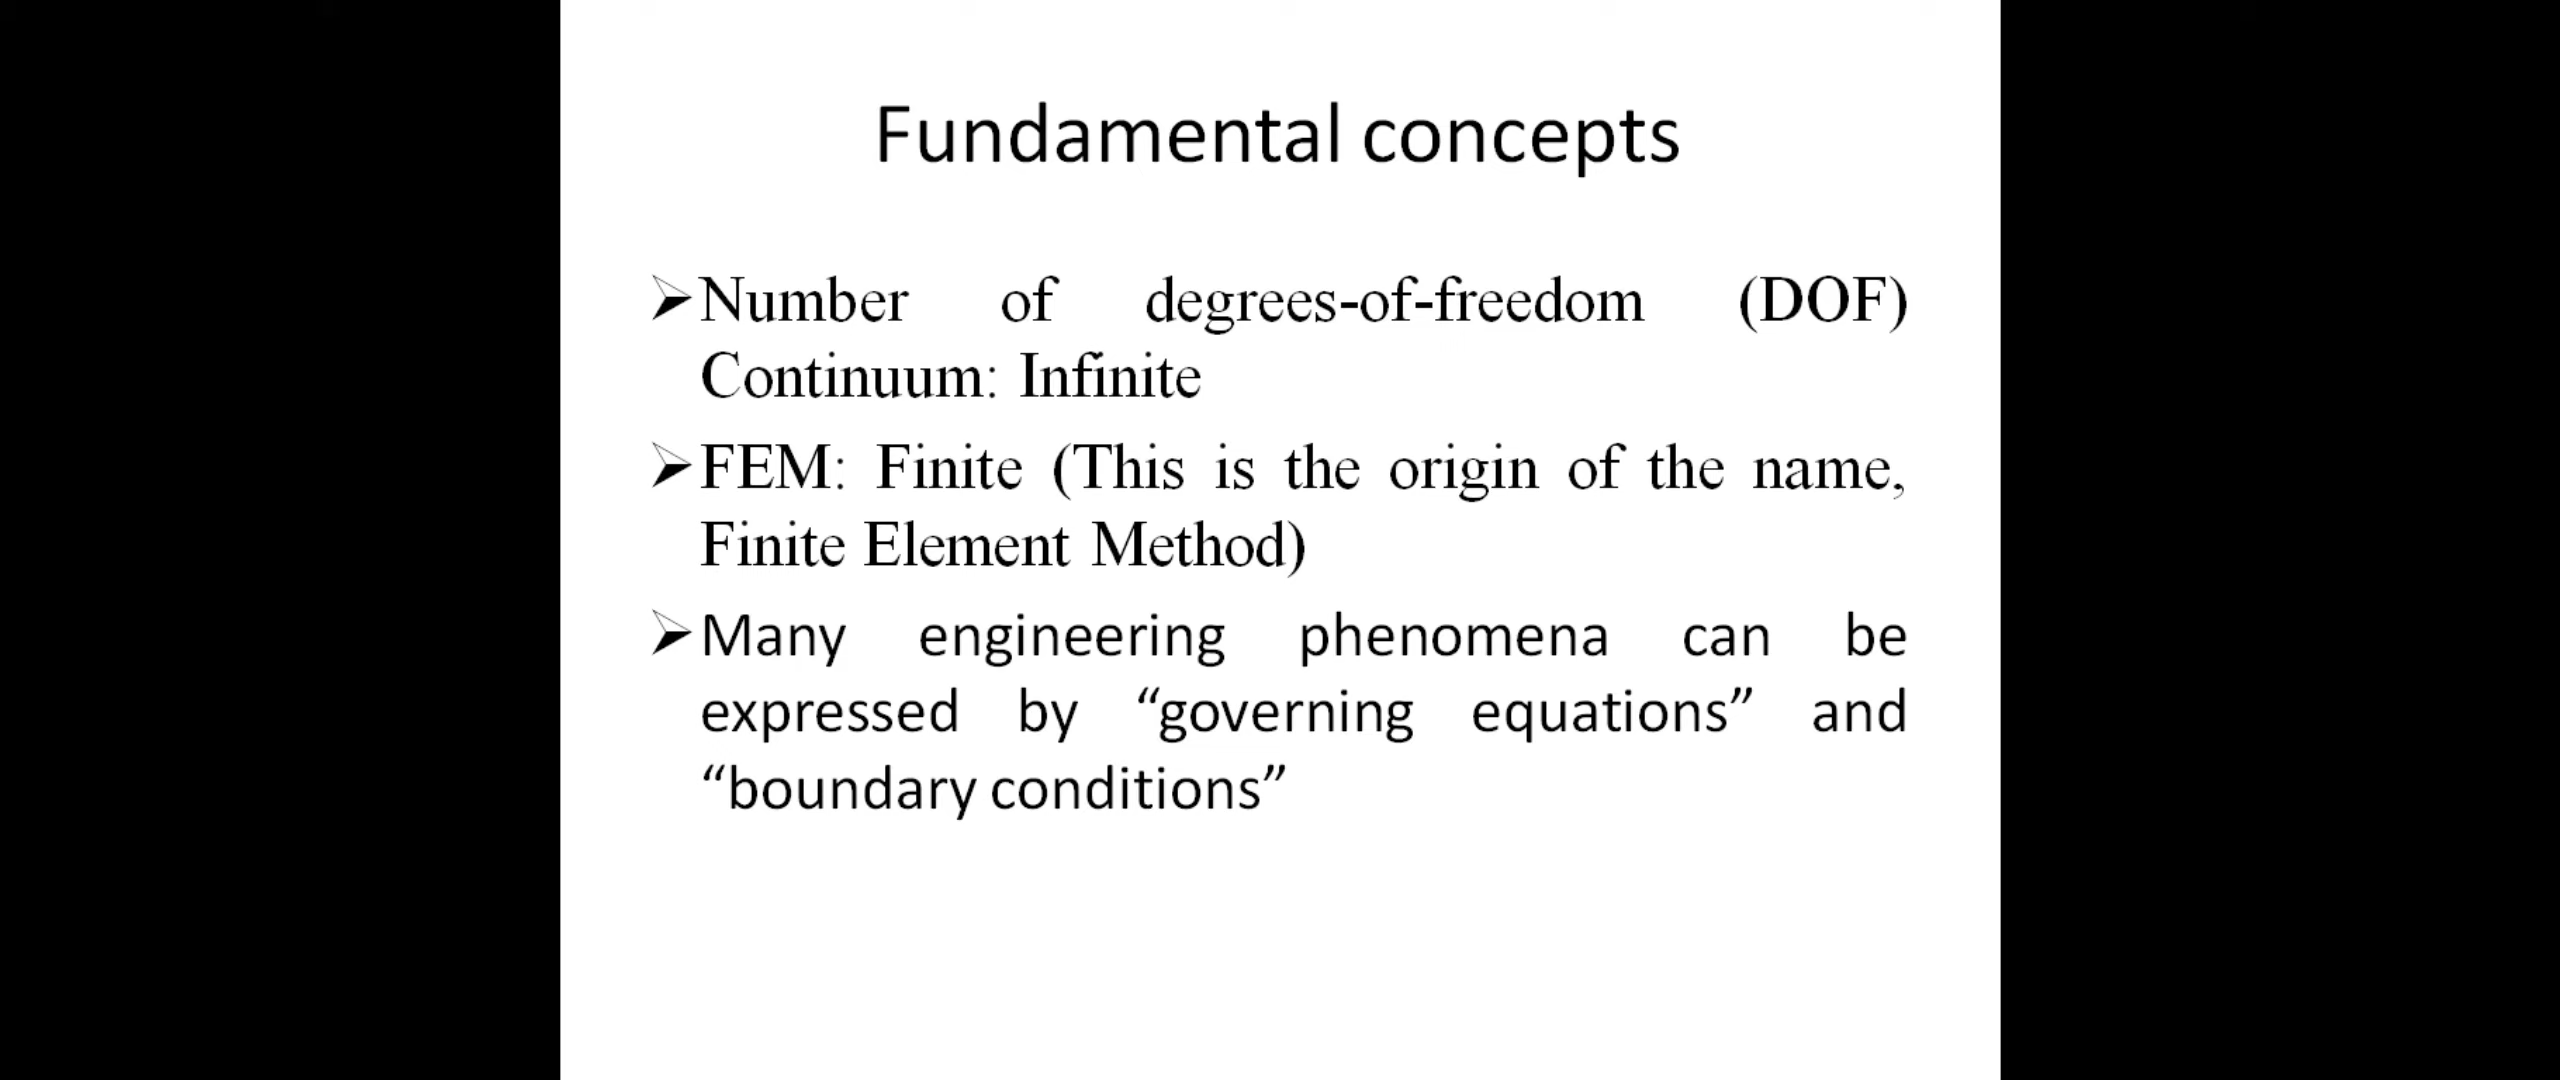 Fundamental concepts
➢Number of degrees-of-freedom (DOF)
Continuum: Infinite
➢FEM: Finite (This is the origin of the name,
Finite Element Method)
➢Many engineering phenomena can be
expressed by “governing equations” and
“boundary conditions”